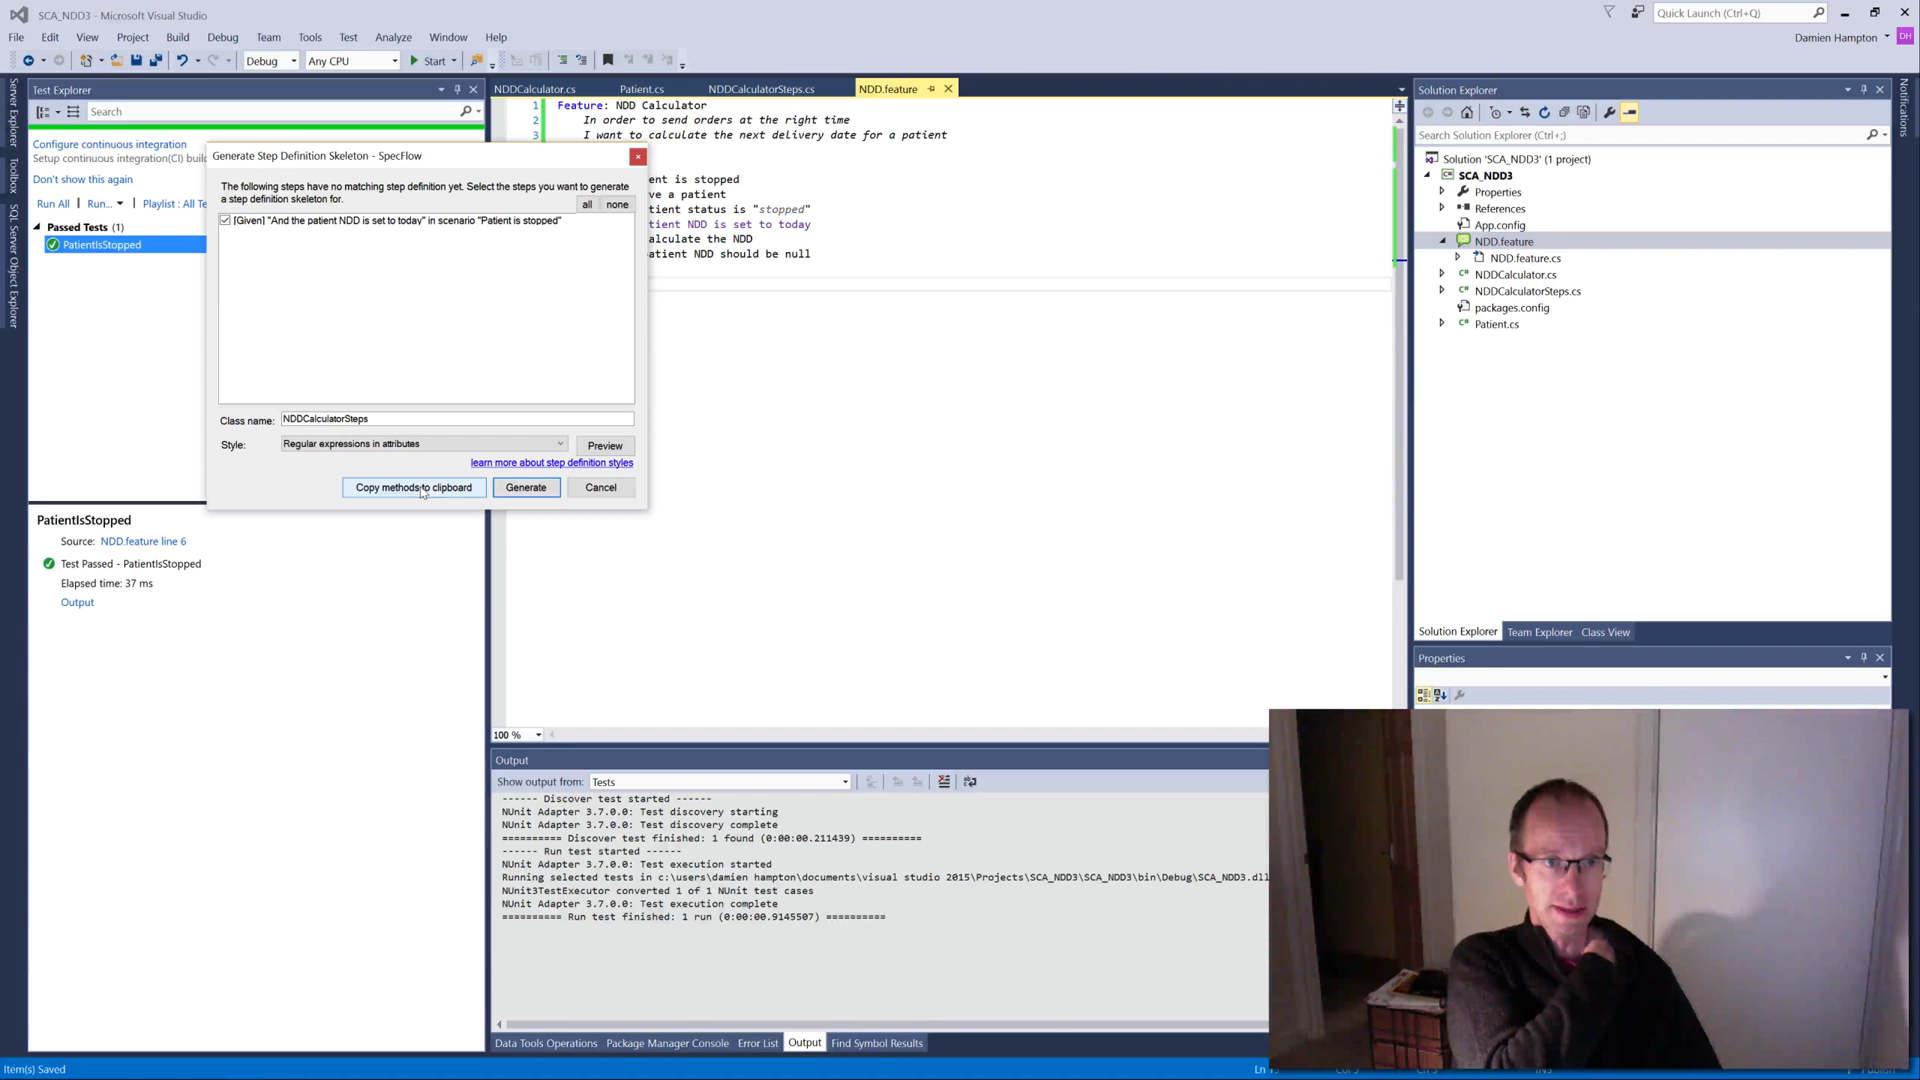 SCA_NDD3 - Microsoft Visual Studio
Quick Launch (Ctrl+Q)
File Edit View Project Build Debug Team Tools Test Analyze Window Help
Damien Hampton DH
Debug Any CPU Start
Server Explorer
Toolbox
SQL Server Object Explorer
Test Explorer
Search
Configure continuous integration
Setup continuous integration(CI) build
Don't show this again
Run All Run... Playlist : All Te
Passed Tests (1)
PatientIsStopped
PatientIsStopped
Source: NDD.feature line 6
Test Passed - PatientIsStopped
Elapsed time: 37 ms
Output
Generate Step Definition Skeleton - SpecFlow
The following steps have no matching step definition yet. Select the steps you want to generate
a step definition skeleton for.
all none
[Given] "And the patient NDD is set to today" in scenario "Patient is stopped"
Class name: NDDCalculatorSteps
Style: Regular expressions in attributes Preview
learn more about step definition styles
Copy methods to clipboard Generate Cancel
NDDCalculator.cs Patient.cs NDDCalculatorSteps.cs NDD.feature
1 Feature: NDD Calculator
2 In order to send orders at the right time
3 I want to calculate the next delivery date for a patient
ent is stopped
ve a patient
tient status is "stopped"
tient NDD is set to today
alculate the NDD
atient NDD should be null
100 %
Output
Show output from: Tests
------ Discover test started ------
NUnit Adapter 3.7.0.0: Test discovery starting
NUnit Adapter 3.7.0.0: Test discovery complete
========== Discover test finished: 1 found (0:00:00.211439) ==========
------ Run test started ------
NUnit Adapter 3.7.0.0: Test execution started
Running selected tests in c:\users\damien hampton\documents\visual studio 2015\Projects\SCA_NDD3\SCA_NDD3\bin\Debug\SCA_NDD3.dll
NUnit3TestExecutor converted 1 of 1 NUnit test cases
NUnit Adapter 3.7.0.0: Test execution complete
========== Run test finished: 1 run (0:00:00.9145507) ==========
Data Tools Operations Package Manager Console Error List Output Find Symbol Results
Solution Explorer
Search Solution Explorer (Ctrl+;)
Solution 'SCA_NDD3' (1 project)
SCA_NDD3
Properties
References
App.config
NDD.feature
NDD.feature.cs
NDDCalculator.cs
NDDCalculatorSteps.cs
packages.config
Patient.cs
Solution Explorer Team Explorer Class View
Properties
Notifications
Item(s) Saved